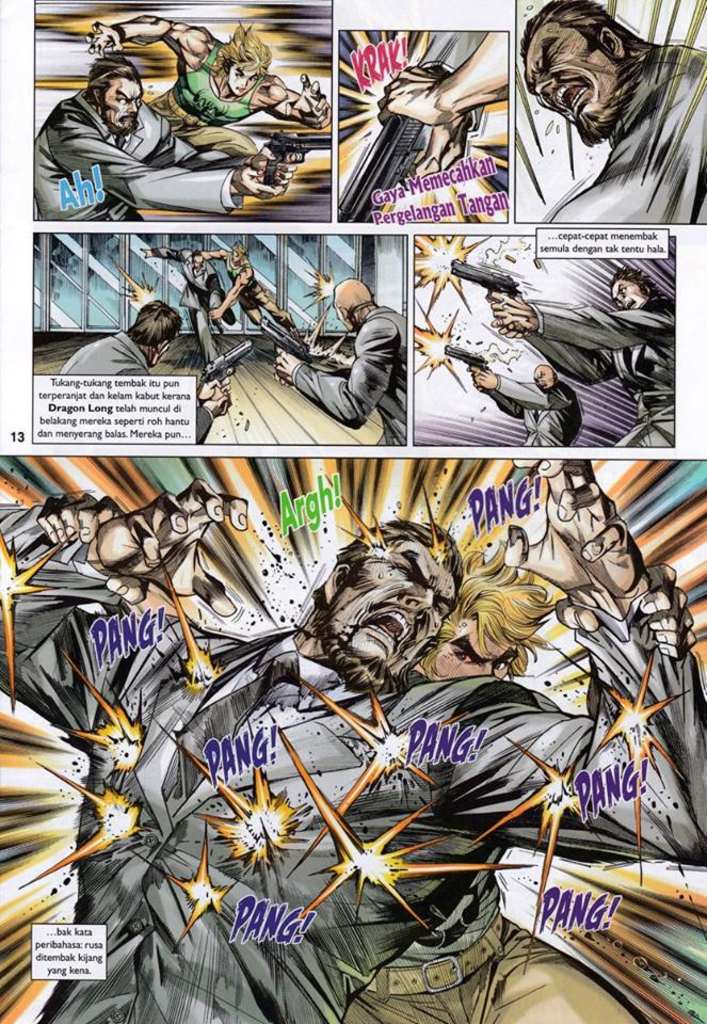 Ah!
KRAK!
Gaya Memecahkan
Pergelangan Tangan
...cepat-cepat menembak
semula dengan tak tentu hala.
Tukang-tukang tembak itu pun
terperanjat dan kelam kabut kerana
Dragon Long telah muncul di
belakang mereka seperti roh hantu
dan menyerang balas. Mereka pun...
13
Argh!
PANG!
PANG!
PANG!
PANG!
PANG!
PANG!
PANG!
...bak kata
peribahasa: rusa
ditembak kijang
yang kena.